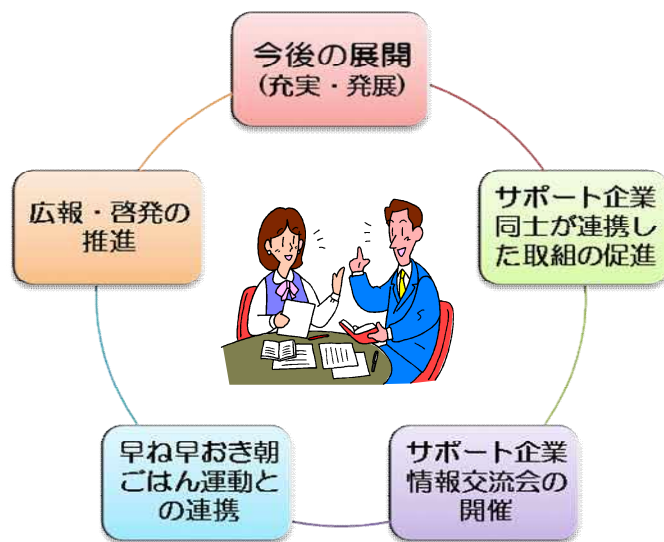 今後の展開
(充実・発展)
サポート企業
同士が連携し
た取組の促進
サポート企業
情報交流会の
開催
早ね早おき朝
ごはん運動と
の連携
広報・啓発の
推進